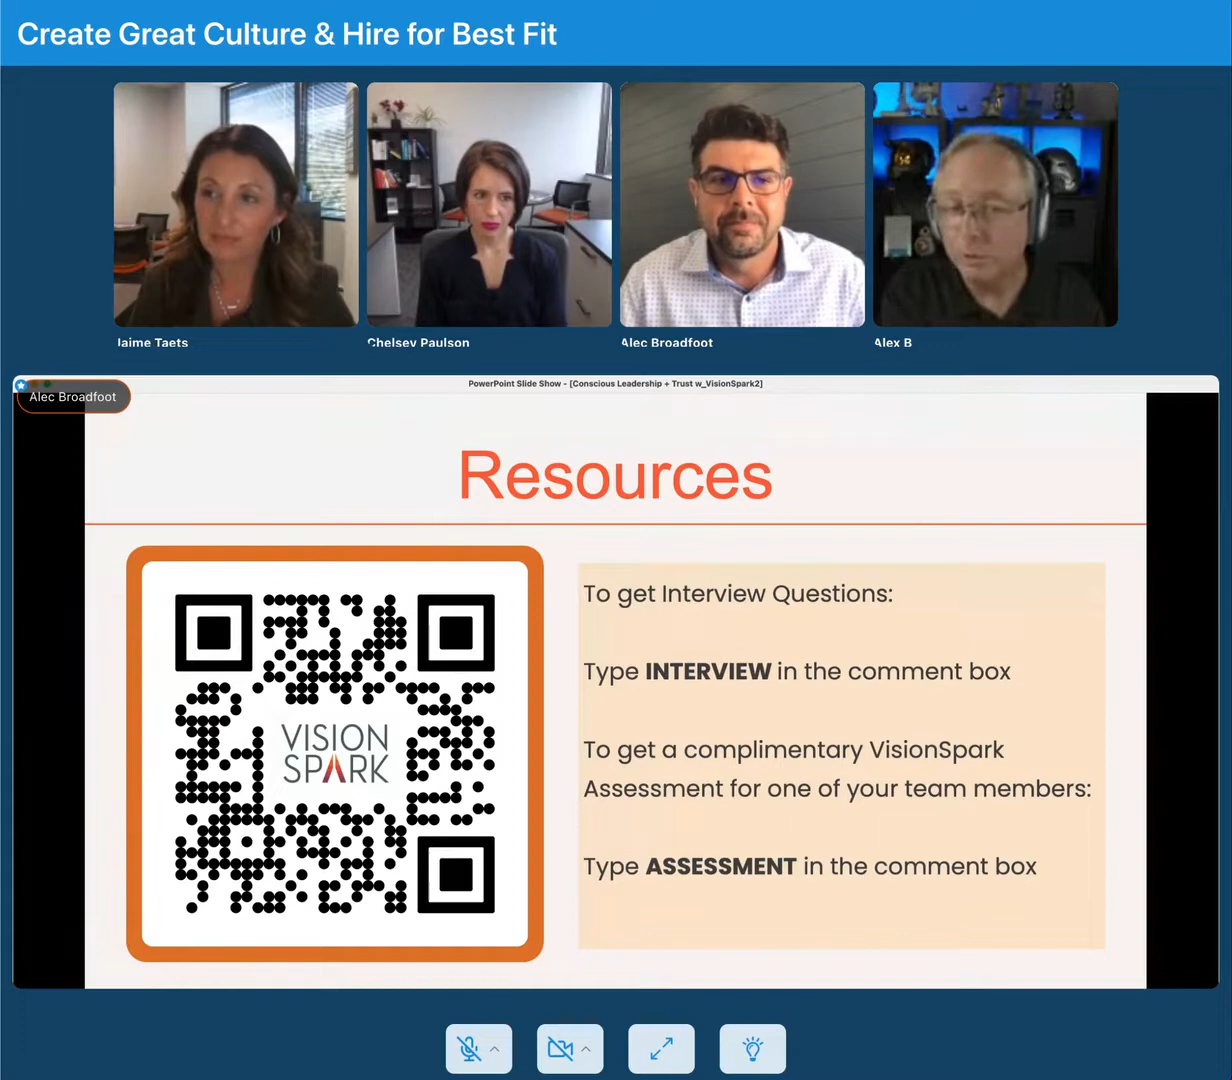 Create Great Culture & Hire for Best Fit
Jaime Taets
Chelsey Paulson
Alec Broadfoot
Alex B
PowerPoint Slide Show - [Conscious Leadership + Trust w_VisionSpark2]
Alec Broadfoot
Resources
VISION
SPARK
To get Interview Questions:
Type INTERVIEW in the comment box
To get a complimentary VisionSpark
Assessment for one of your team members:
Type ASSESSMENT in the comment box